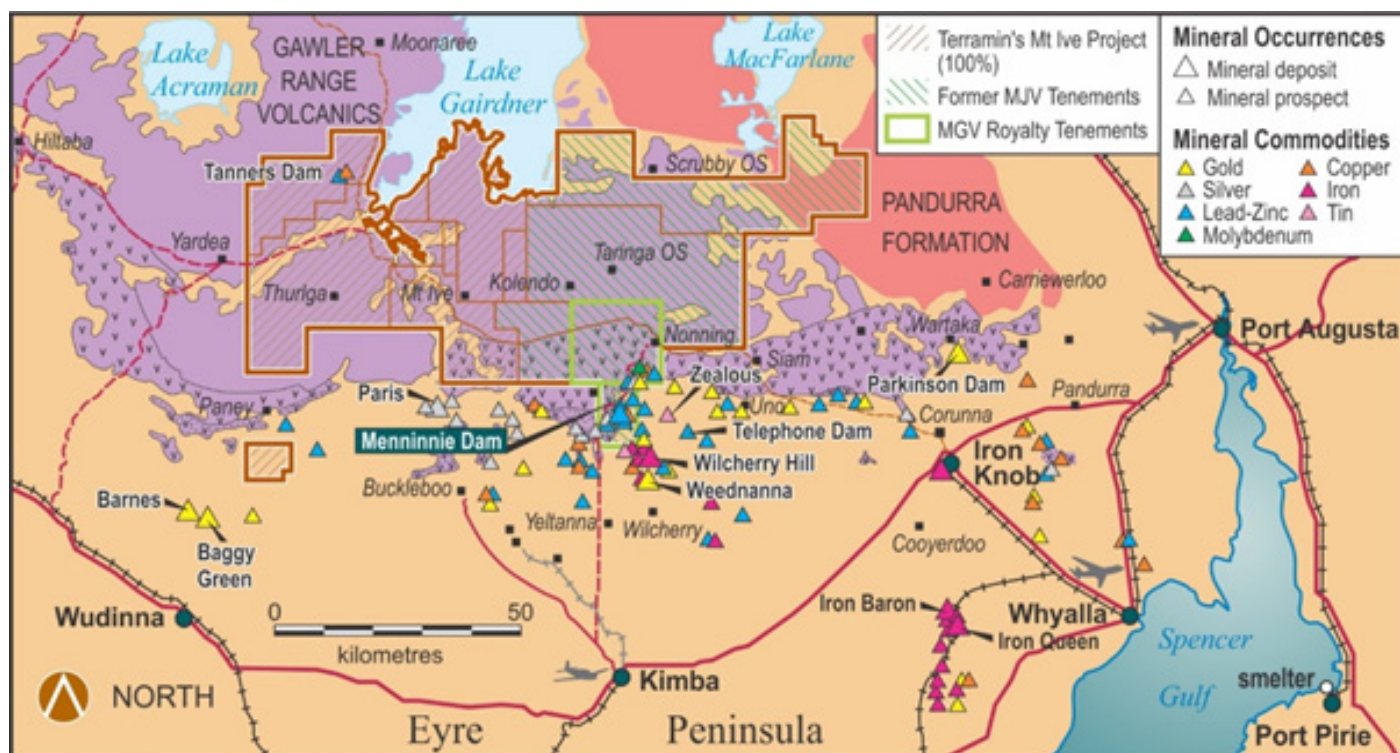 Lake
Acraman
GAWLER
RANGE
VOLCANICS
Moonaree
Lake
Gairdner
Lake
MacFarlane
Terramin's Mt Ive Project
(100%)
Former MJV Tenements
MGV Royalty Tenements
Mineral Occurrences
Mineral deposit
Mineral prospect
Mineral Commodities
Gold
Copper
Silver
Iron
Lead-Zinc
Tin
Molybdenum
Hiltaba
Tanners Dam
Scrubby OS
PANDURRA
FORMATION
Yardea
Taringa OS
Thuriga
Mt Ive
Kolendo
Carriewerloo
Nonning
Wartaka
Port Augusta
Siam
Zealous
Parkinson Dam
Paris
Paney
Uno
Pandurra
Corunna
Menninnie Dam
Telephone Dam
Wilcherry Hill
Iron
Knob
Weednanna
Buckleboo
Barnes
Baggy
Green
Yeltanna
Wilcherry
Cooyerdoo
0
50
kilometres
Wudinna
Iron Baron
Iron Queen
Whyalla
Spencer
Gulf
smelter
Port Pirie
Kimba
NORTH
Eyre
Peninsula